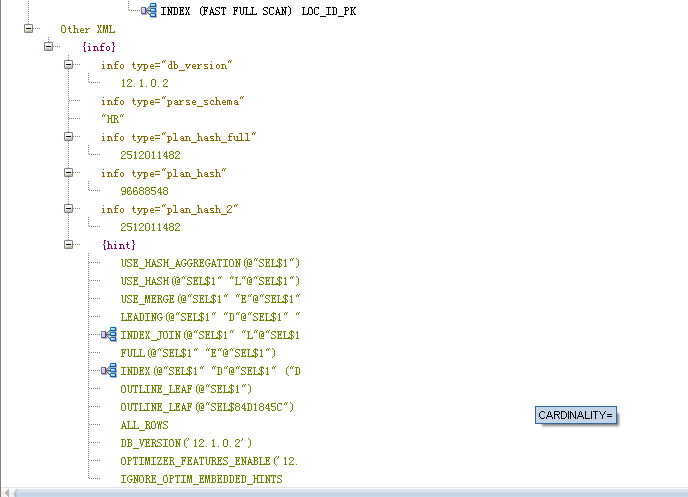 INDEX (FAST FULL SCAN) LOC_ID_PK
Other XML
{info}
info type="db_version"
12.1.0.2
info type="parse_schema"
"HR"
info type="plan_hash_full"
2512011482
info type="plan_hash"
96688548
info type="plan_hash_2"
2512011482
{hint}
USE_HASH_AGGREGATION(@"SEL$1")
USE_HASH(@"SEL$1" "L"@"SEL$1")
USE_MERGE(@"SEL$1" "E"@"SEL$1"
LEADING(@"SEL$1" "D"@"SEL$1" "
INDEX_JOIN(@"SEL$1" "L"@"SEL$1
FULL(@"SEL$1" "E"@"SEL$1")
INDEX(@"SEL$1" "D"@"SEL$1" ("D
OUTLINE_LEAF(@"SEL$1")
OUTLINE_LEAF(@"SEL$84D1845C")
CARDINALITY=
ALL_ROWS
DB_VERSION('12.1.0.2')
OPTIMIZER_FEATURES_ENABLE('12.
IGNORE_OPTIM_EMBEDDED_HINTS